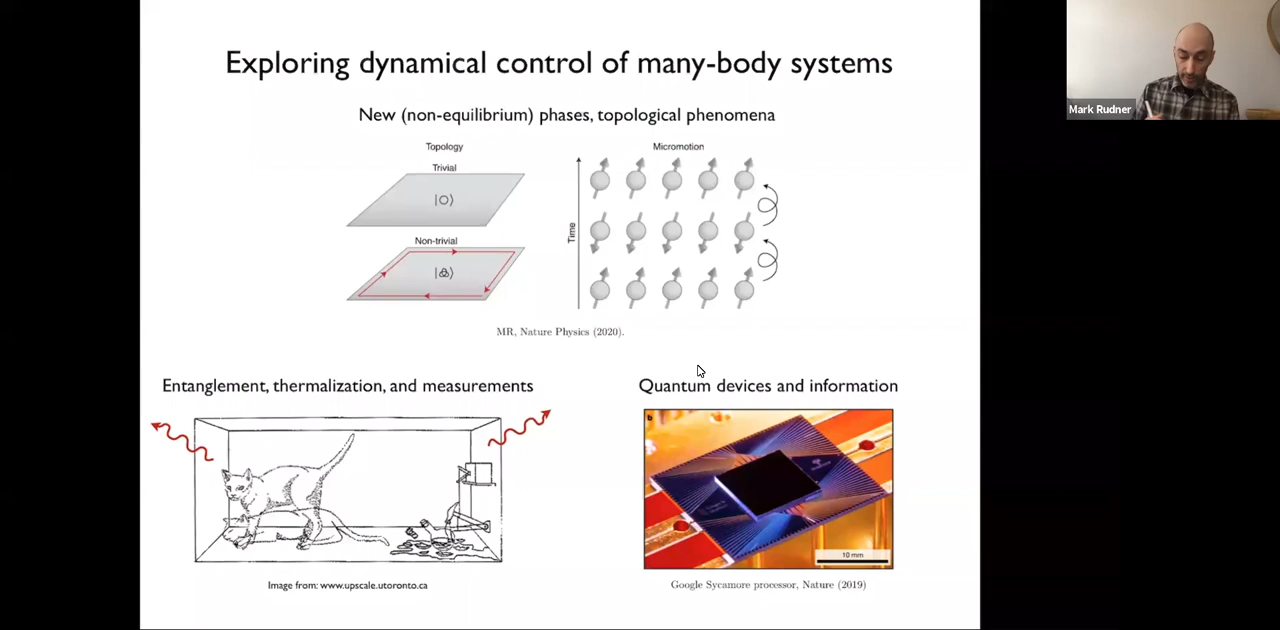 Exploring dynamical control of many-body systems
Mark Rudner
New (non-equilibrium) phases, topological phenomena
Topology
Trivial
|O⟩
Non-trivial
Micromotion
Time
MR, Nature Physics (2020).
Entanglement, thermalization, and measurements
Image from: www.upscale.utoronto.ca
Quantum devices and information
b
10 mm
Google Sycamore processor, Nature (2019)